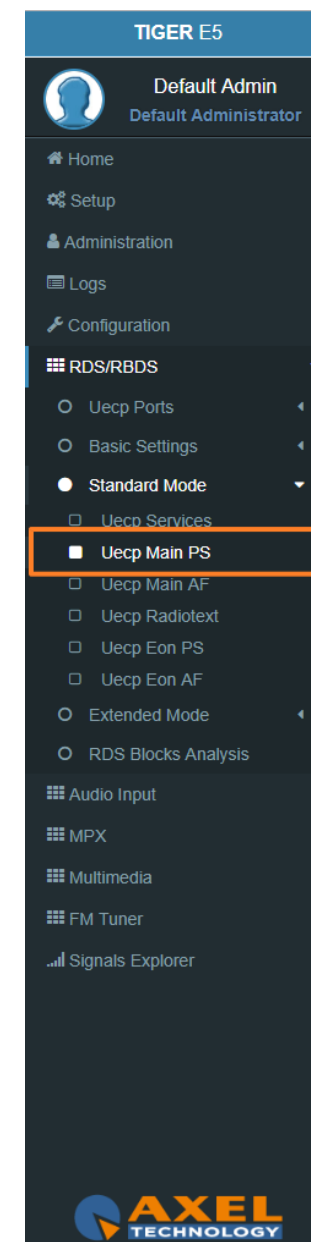 TIGER E5
Default Admin
Default Administrator
Home
Setup
Administration
Logs
Configuration
RDS/RBDS
Uecp Ports
Basic Settings
Standard Mode
Uecp Services
Uecp Main PS
Uecp Main AF
Uecp Radiotext
Uecp Eon PS
Uecp Eon AF
Extended Mode
RDS Blocks Analysis
Audio Input
MPX
Multimedia
FM Tuner
Signals Explorer
AXEL
TECHNOLOGY